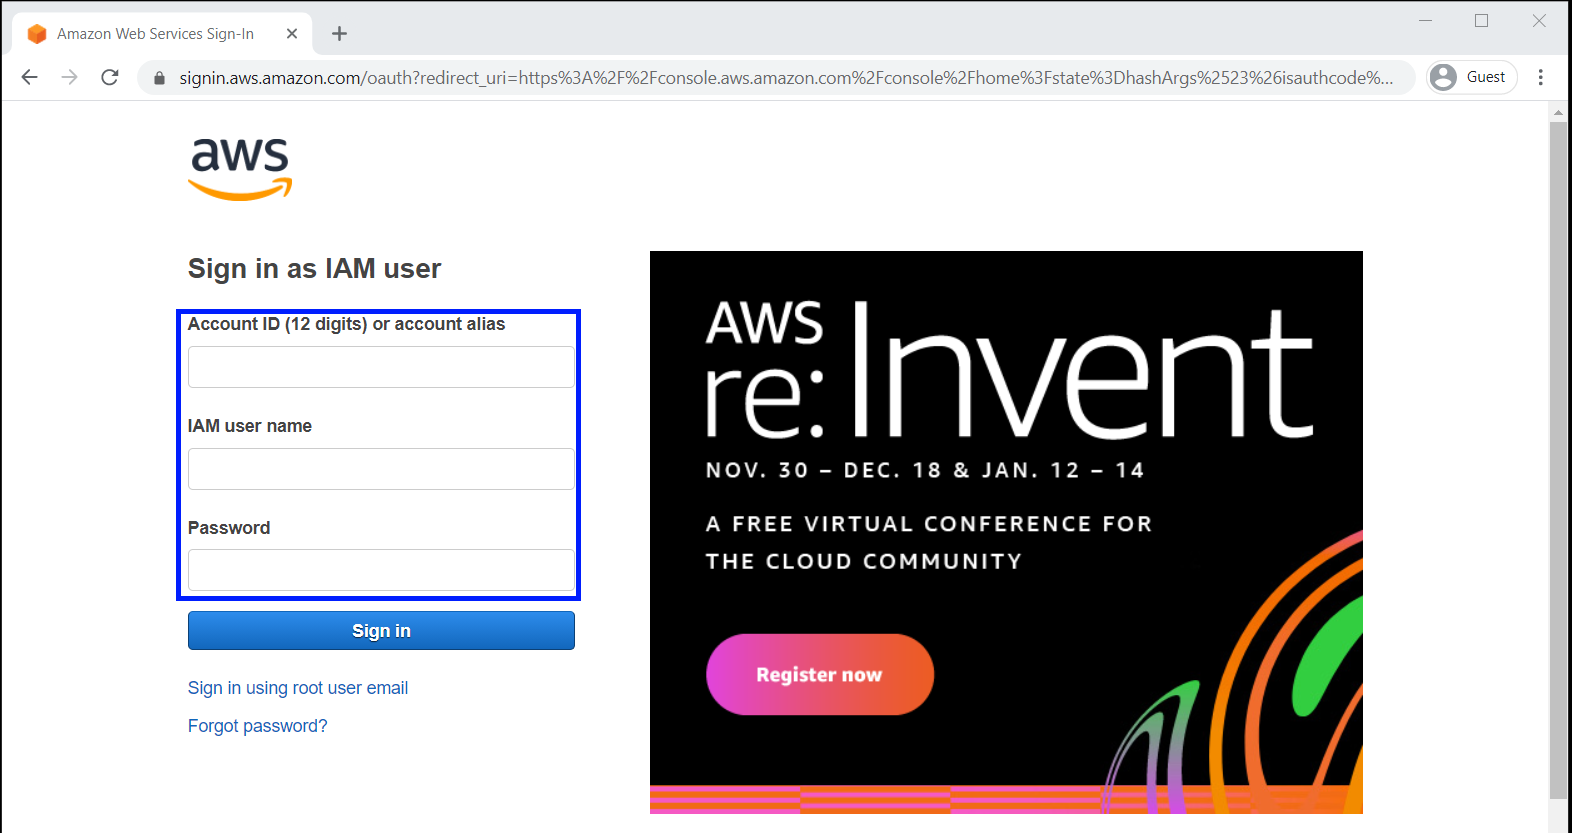 Amazon Web Services Sign-In
signin.aws.amazon.com/oauth?redirect_uri=https%3A%2F%2Fconsole.aws.amazon.com%2Fconsole%2Fhome%3Fstate%3DhashArgs%2523%26isauthcode%...
Guest
aws
Sign in as IAM user
Account ID (12 digits) or account alias
IAM user name
Password
Sign in
Sign in using root user email
Forgot password?
AWS
re:Invent
NOV. 30 – DEC. 18 & JAN. 12 – 14
A FREE VIRTUAL CONFERENCE FOR
THE CLOUD COMMUNITY
Register now